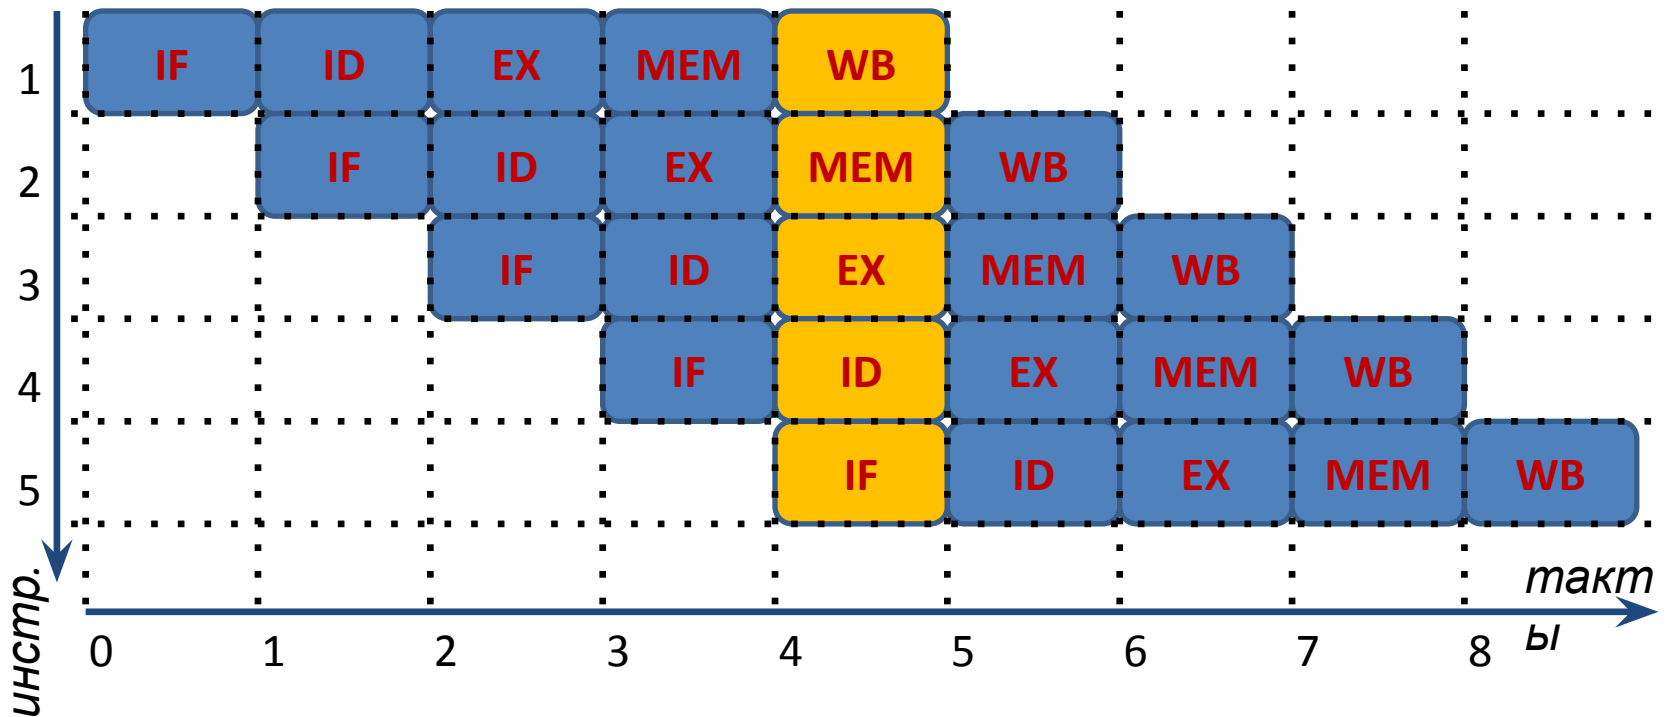 1 IF ID EX MEM WB
2 IF ID EX MEM WB
3 IF ID EX MEM WB
4 IF ID EX MEM WB
5 IF ID EX MEM WB
инстр.
такт
ы
0 1 2 3 4 5 6 7 8